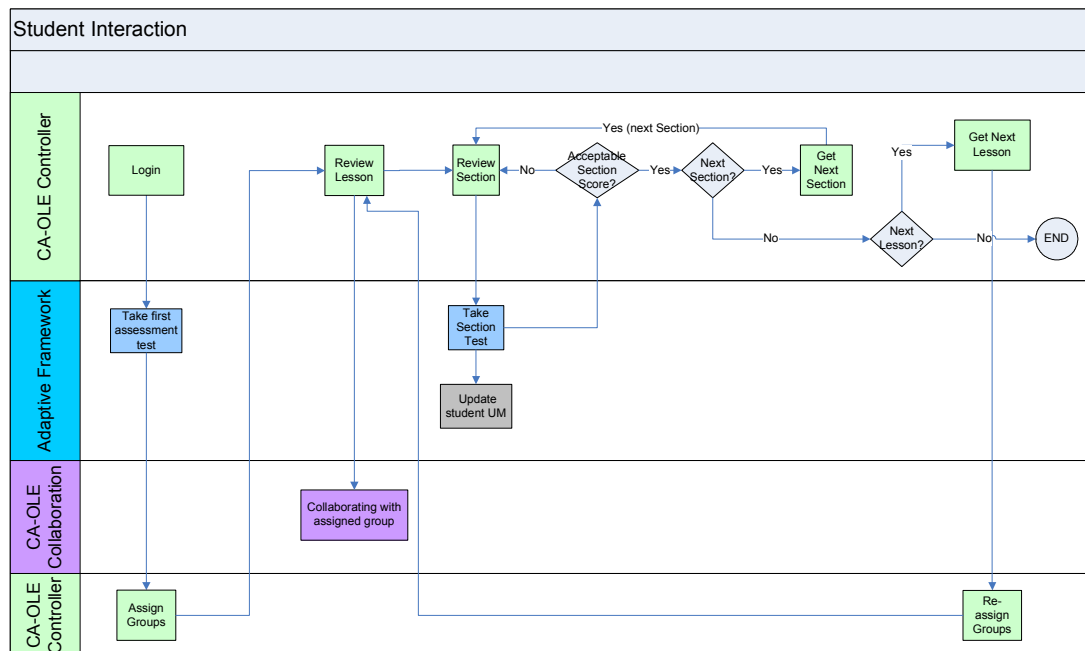 Student Interaction
CA-OLE Controller
Login
Review
Lesson
Review
Section
Yes (next Section)
No
Acceptable
Section
Score?
Yes
Next
Section?
Yes
Get
Next
Section
No
Yes
Next
Lesson?
Get Next
Lesson
No
END
Adaptive Framework
Take first
assessment
test
Take
Section
Test
Update
student UM
CA-OLE
Collaboration
Collaborating with
assigned group
CA-OLE
Controller
Assign
Groups
Re-
assign
Groups